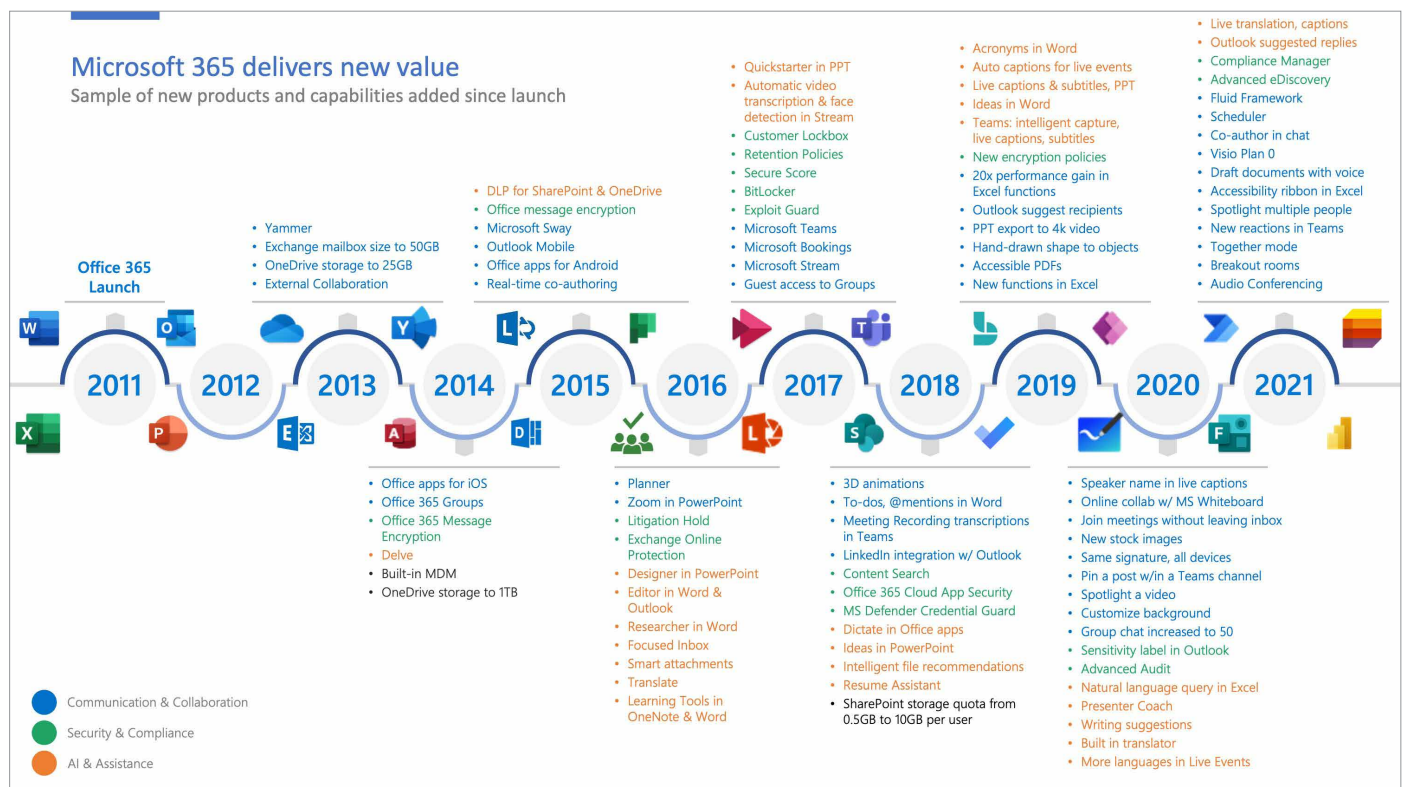 Microsoft 365 delivers new value
Sample of new products and capabilities added since launch
Office 365
Launch
• Yammer
• Exchange mailbox size to 50GB
• OneDrive storage to 25GB
• External Collaboration
• DLP for SharePoint & OneDrive
• Office message encryption
• Microsoft Sway
• Outlook Mobile
• Office apps for Android
• Real-time co-authoring
• Quickstarter in PPT
• Automatic video
transcription & face
detection in Stream
• Customer Lockbox
• Retention Policies
• Secure Score
• BitLocker
• Exploit Guard
• Microsoft Teams
• Microsoft Bookings
• Microsoft Stream
• Guest access to Groups
• Acronyms in Word
• Auto captions for live events
• Live captions & subtitles, PPT
• Ideas in Word
• Teams: intelligent capture,
live captions, subtitles
• New encryption policies
• 20x performance gain in
Excel functions
• Outlook suggest recipients
• PPT export to 4k video
• Hand-drawn shape to objects
• Accessible PDFs
• New functions in Excel
• Live translation, captions
• Outlook suggested replies
• Compliance Manager
• Advanced eDiscovery
• Fluid Framework
• Scheduler
• Co-author in chat
• Visio Plan 0
• Draft documents with voice
• Accessibility ribbon in Excel
• Spotlight multiple people
• New reactions in Teams
• Together mode
• Breakout rooms
• Audio Conferencing
W
O
Y
L
T
2011
2012
2013
2014
2015
2016
2017
2018
2019
2020
2021
X
P
E
A
D
L
S
F
• Office apps for iOS
• Office 365 Groups
• Office 365 Message
Encryption
• Delve
• Built-in MDM
• OneDrive storage to 1TB
• Planner
• Zoom in PowerPoint
• Litigation Hold
• Exchange Online
Protection
• Designer in PowerPoint
• Editor in Word &
Outlook
• Researcher in Word
• Focused Inbox
• Smart attachments
• Translate
• Learning Tools in
OneNote & Word
• 3D animations
• To-dos, @mentions in Word
• Meeting Recording transcriptions
in Teams
• LinkedIn integration w/ Outlook
• Content Search
• Office 365 Cloud App Security
• MS Defender Credential Guard
• Dictate in Office apps
• Ideas in PowerPoint
• Intelligent file recommendations
• Resume Assistant
• SharePoint storage quota from
0.5GB to 10GB per user
• Speaker name in live captions
• Online collab w/ MS Whiteboard
• Join meetings without leaving inbox
• New stock images
• Same signature, all devices
• Pin a post w/in a Teams channel
• Spotlight a video
• Customize background
• Group chat increased to 50
• Sensitivity label in Outlook
• Advanced Audit
• Natural language query in Excel
• Presenter Coach
• Writing suggestions
• Built in translator
• More languages in Live Events
Communication & Collaboration
Security & Compliance
AI & Assistance